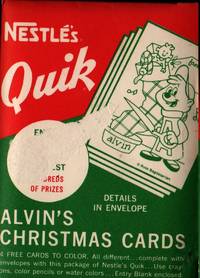 NESTLÉ'S
Quik
EN
alvin
ST
REDS
OF PRIZES
DETAILS
IN ENVELOPE
ALVIN'S
CHRISTMAS CARDS
4 FREE CARDS TO COLOR. All different...complete with
envelopes with this package of Nestle's Quik...Use cray
ons, color pencils or water colors...Entry Blank enclosed